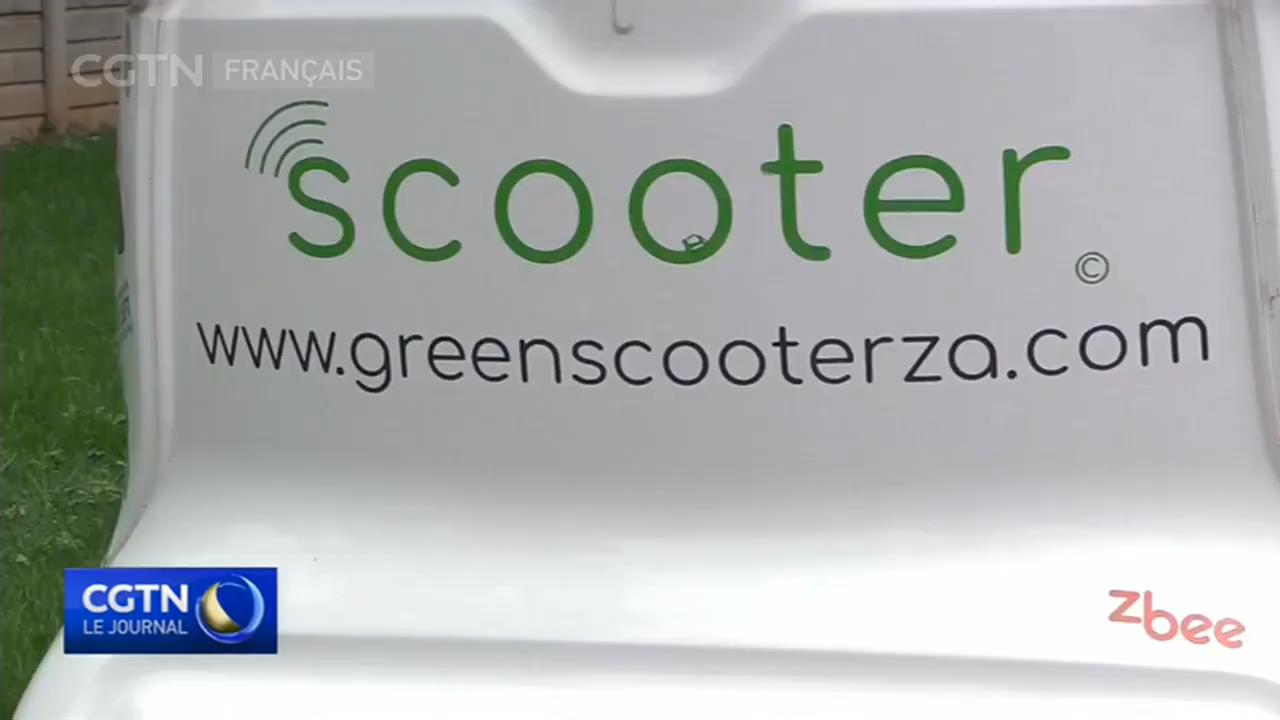 CGTN FRANÇAIS
scooter
©
www.greenscooterza.com
zbee
CGTN
LE JOURNAL